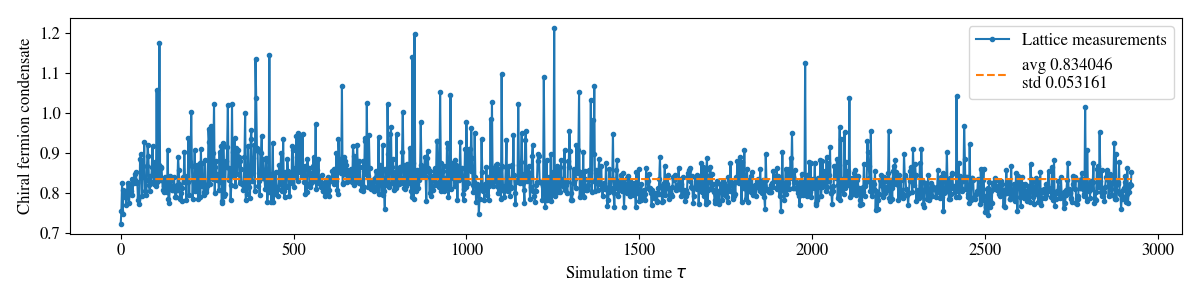 Chiral fermion condensate
1.2
1.1
1.0
0.9
0.8
0.7
0
500
1000
1500
2000
2500
3000
Simulation time τ
Lattice measurements
avg 0.834046
std 0.053161